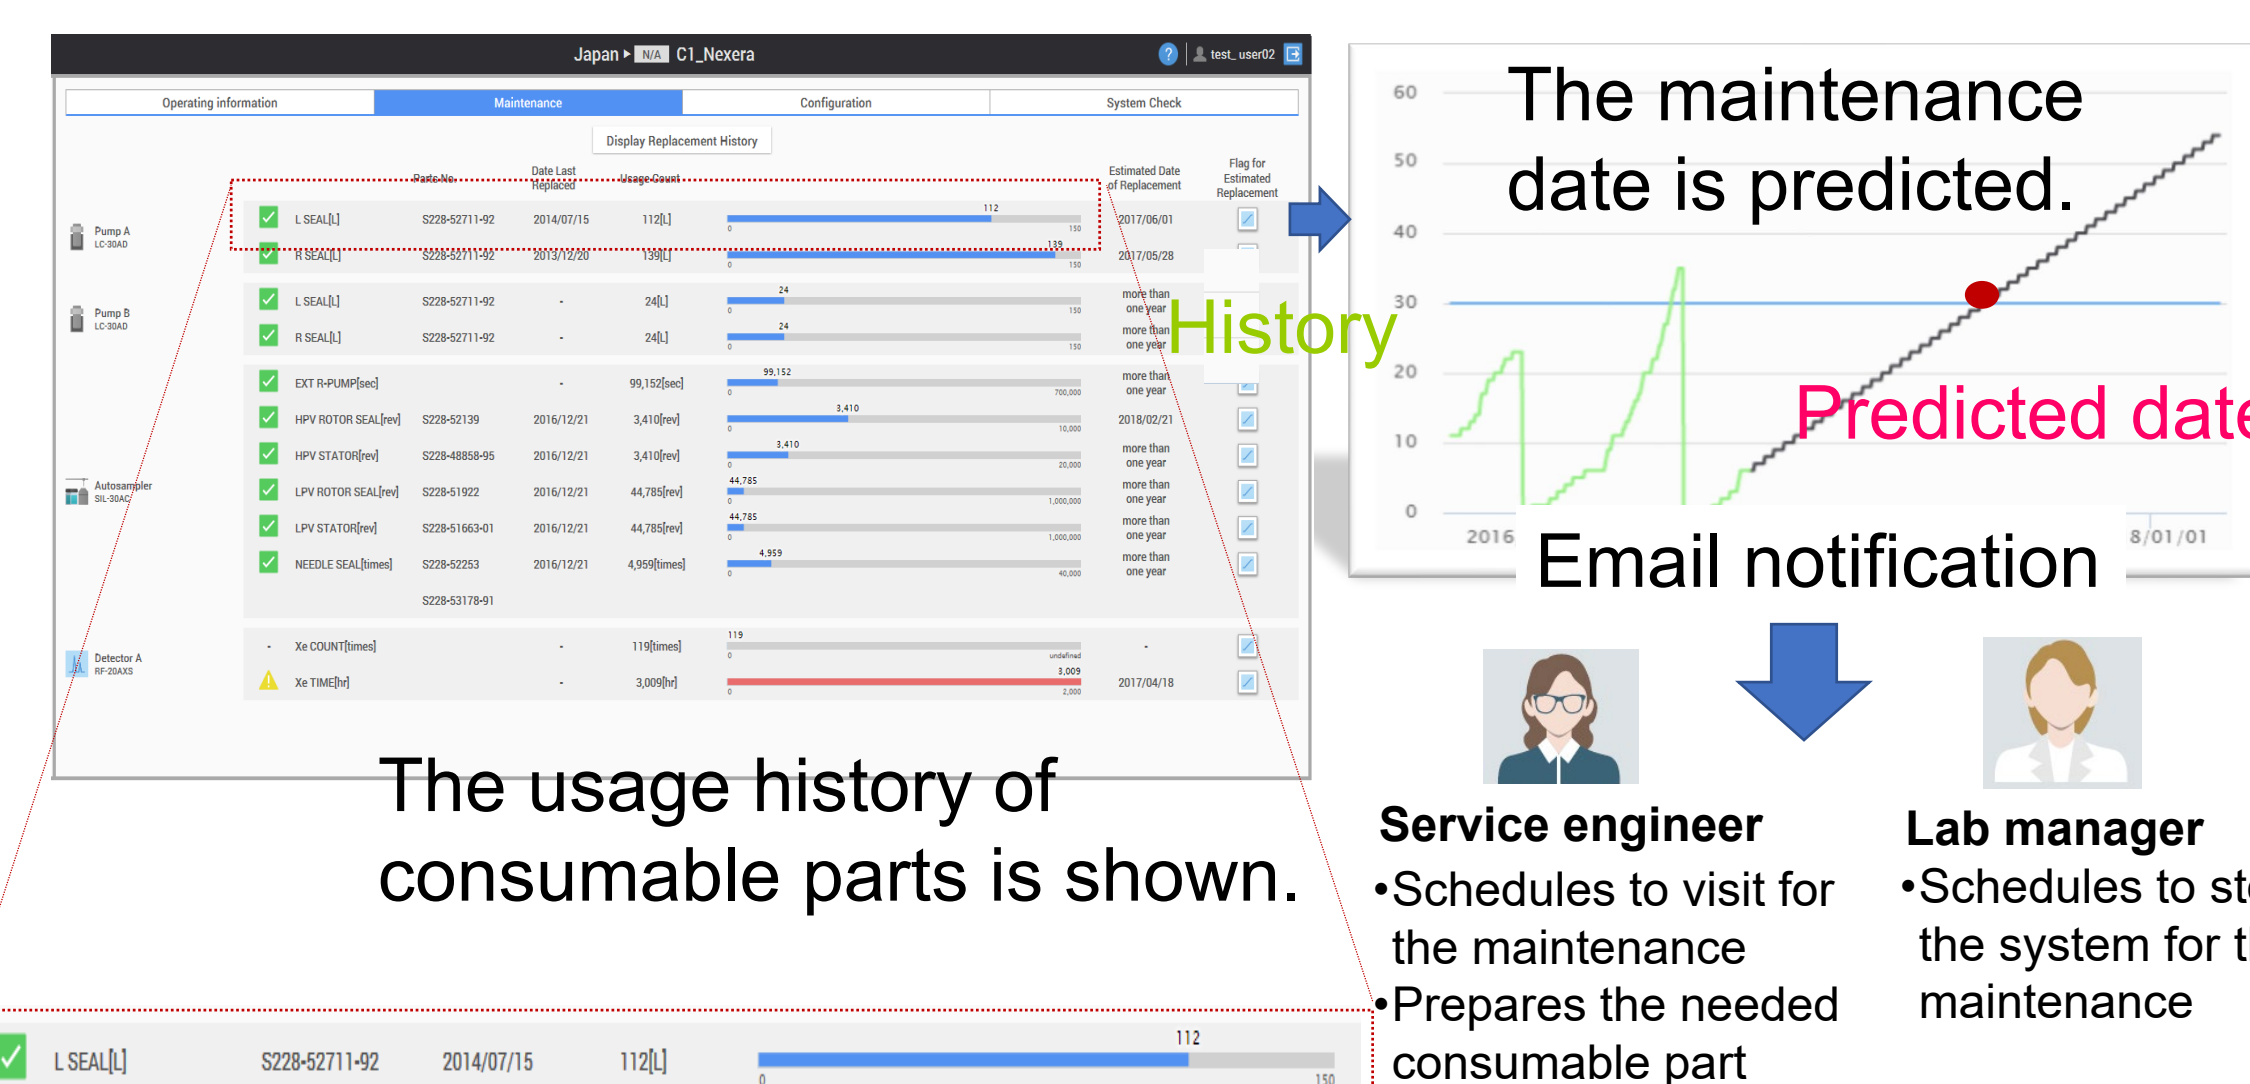 Japan ▸ N/A C1_Nexera
? test_user02
Operating information Maintenance Configuration System Check
Display Replacement History
Parts No. Date Last Replaced Usage Count Estimated Date of Replacement Flag for Estimated Replacement
Pump A
LC-30AD
L SEAL[L] S228-52711-92 2014/07/15 112[L] 112 0 150 2017/06/01
R SEAL[L] S228-52711-92 2013/12/20 139[L] 139 0 150 2017/05/28
Pump B
LC-30AD
L SEAL[L] S228-52711-92 - 24[L] 24 0 150 more than one year
R SEAL[L] S228-52711-92 - 24[L] 24 0 150 more than one year
Autosampler
SIL-30AC
EXT R-PUMP[sec] - 99,152[sec] 99,152 0 700,000 more than one year
HPV ROTOR SEAL[rev] S228-52139 2016/12/21 3,410[rev] 3,410 0 10,000 2018/02/21
HPV STATOR[rev] S228-48858-95 2016/12/21 3,410[rev] 3,410 0 20,000 more than one year
LPV ROTOR SEAL[rev] S228-51922 2016/12/21 44,785[rev] 44,785 0 1,000,000 more than one year
LPV STATOR[rev] S228-51663-01 2016/12/21 44,785[rev] 44,785 0 1,000,000 more than one year
NEEDLE SEAL[times] S228-52253 2016/12/21 4,959[times] 4,959 0 40,000 more than one year
S228-53178-91
Detector A
RF-20AXS
- Xe COUNT[times] - 119[times] 119 0 undefined -
Xe TIME[hr] - 3,009[hr] 3,009 0 2,000 2017/04/18
The usage history of
consumable parts is shown.
L SEAL[L] S228-52711-92 2014/07/15 112[L] 112 0 150
The maintenance
date is predicted.
60
50
40
30
20
10
0
2016 8/01/01
History
Predicted date
Email notification
Service engineer
•Schedules to visit for
the maintenance
•Prepares the needed
consumable part
Lab manager
•Schedules to
the system for
maintenance